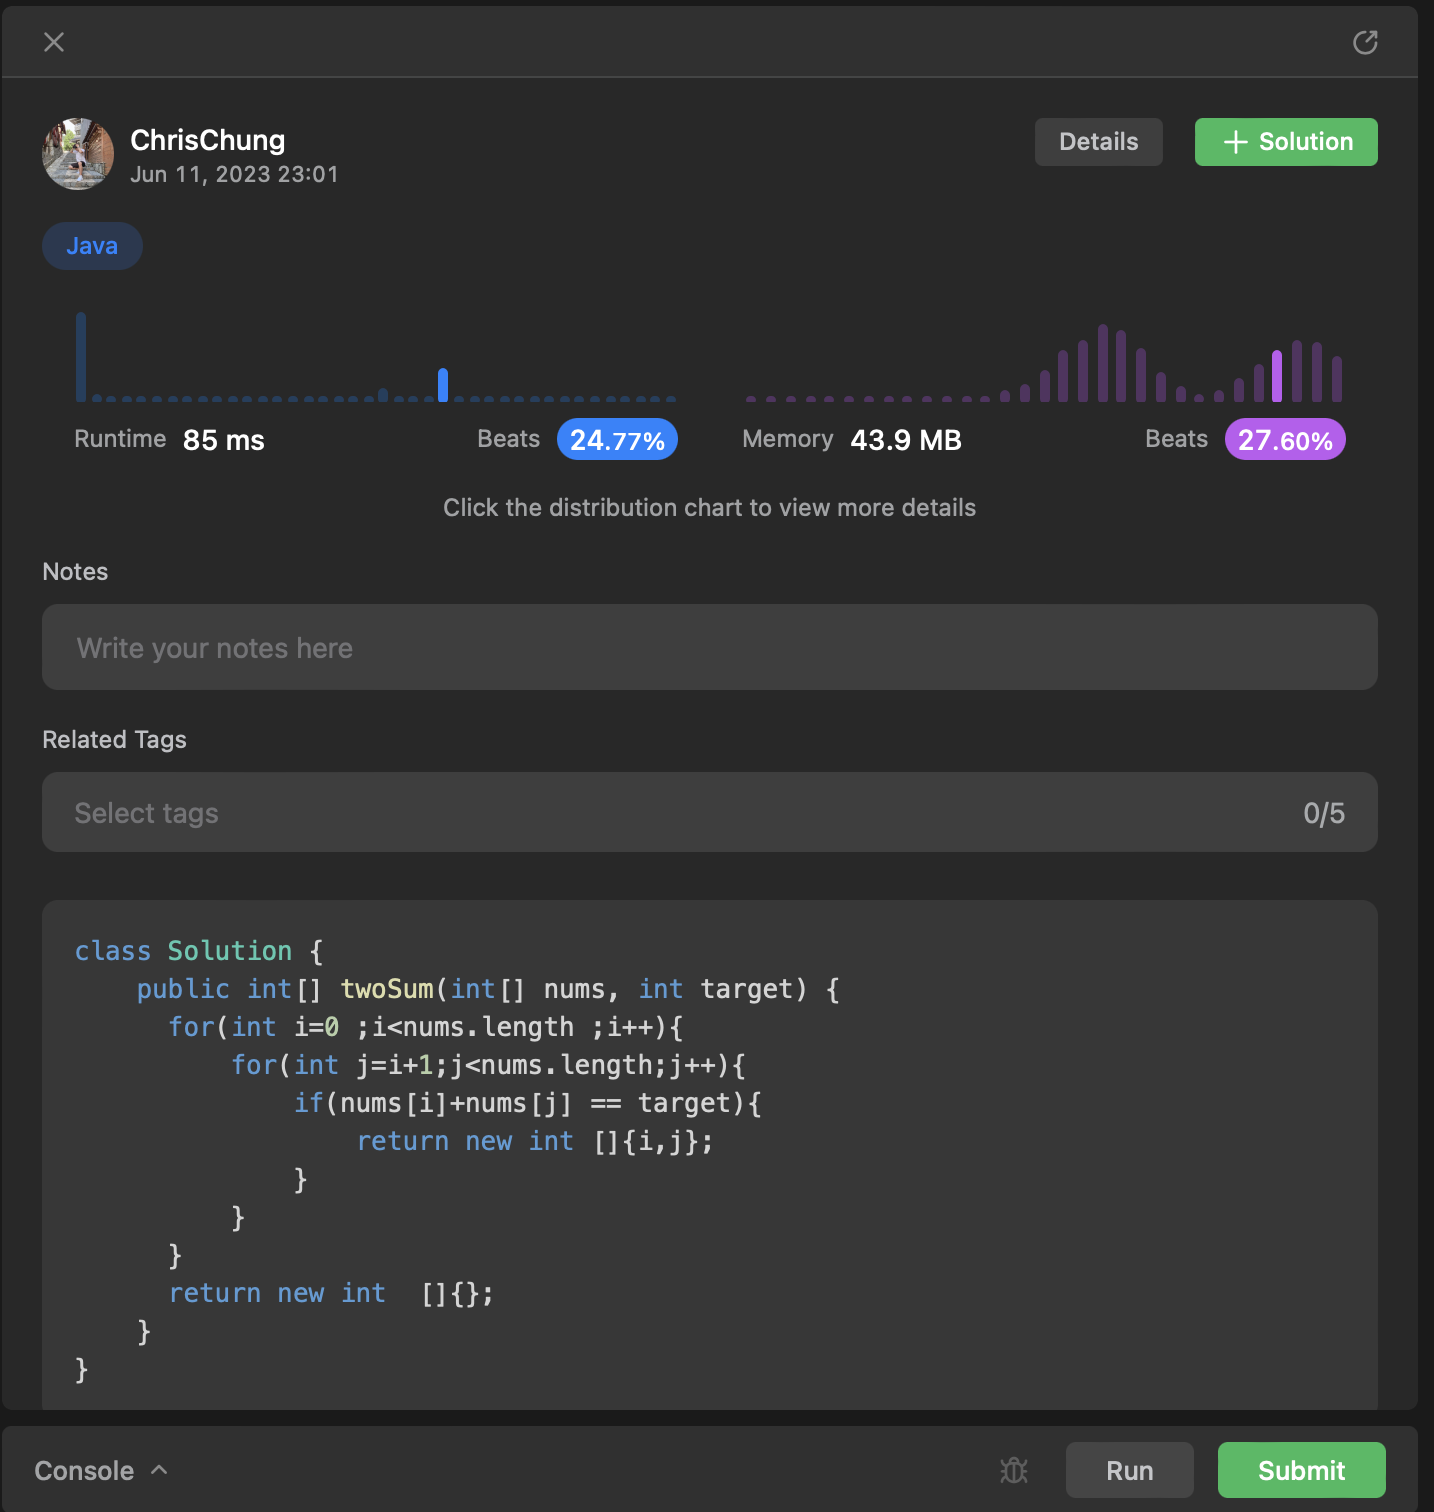 ChrisChung
Jun 11, 2023 23:01
Details
+ Solution
Java
Runtime 85 ms
Beats 24.77%
Memory 43.9 MB
Beats 27.60%
Click the distribution chart to view more details
Notes
Write your notes here
Related Tags
Select tags
0/5
class Solution {
    public int[] twoSum(int[] nums, int target) {
      for(int i=0 ;i<nums.length ;i++){
          for(int j=i+1;j<nums.length;j++){
              if(nums[i]+nums[j] == target){
                  return new int []{i,j};
              }
          }
      }
      return new int  []{};
    }
}
Console
Run
Submit